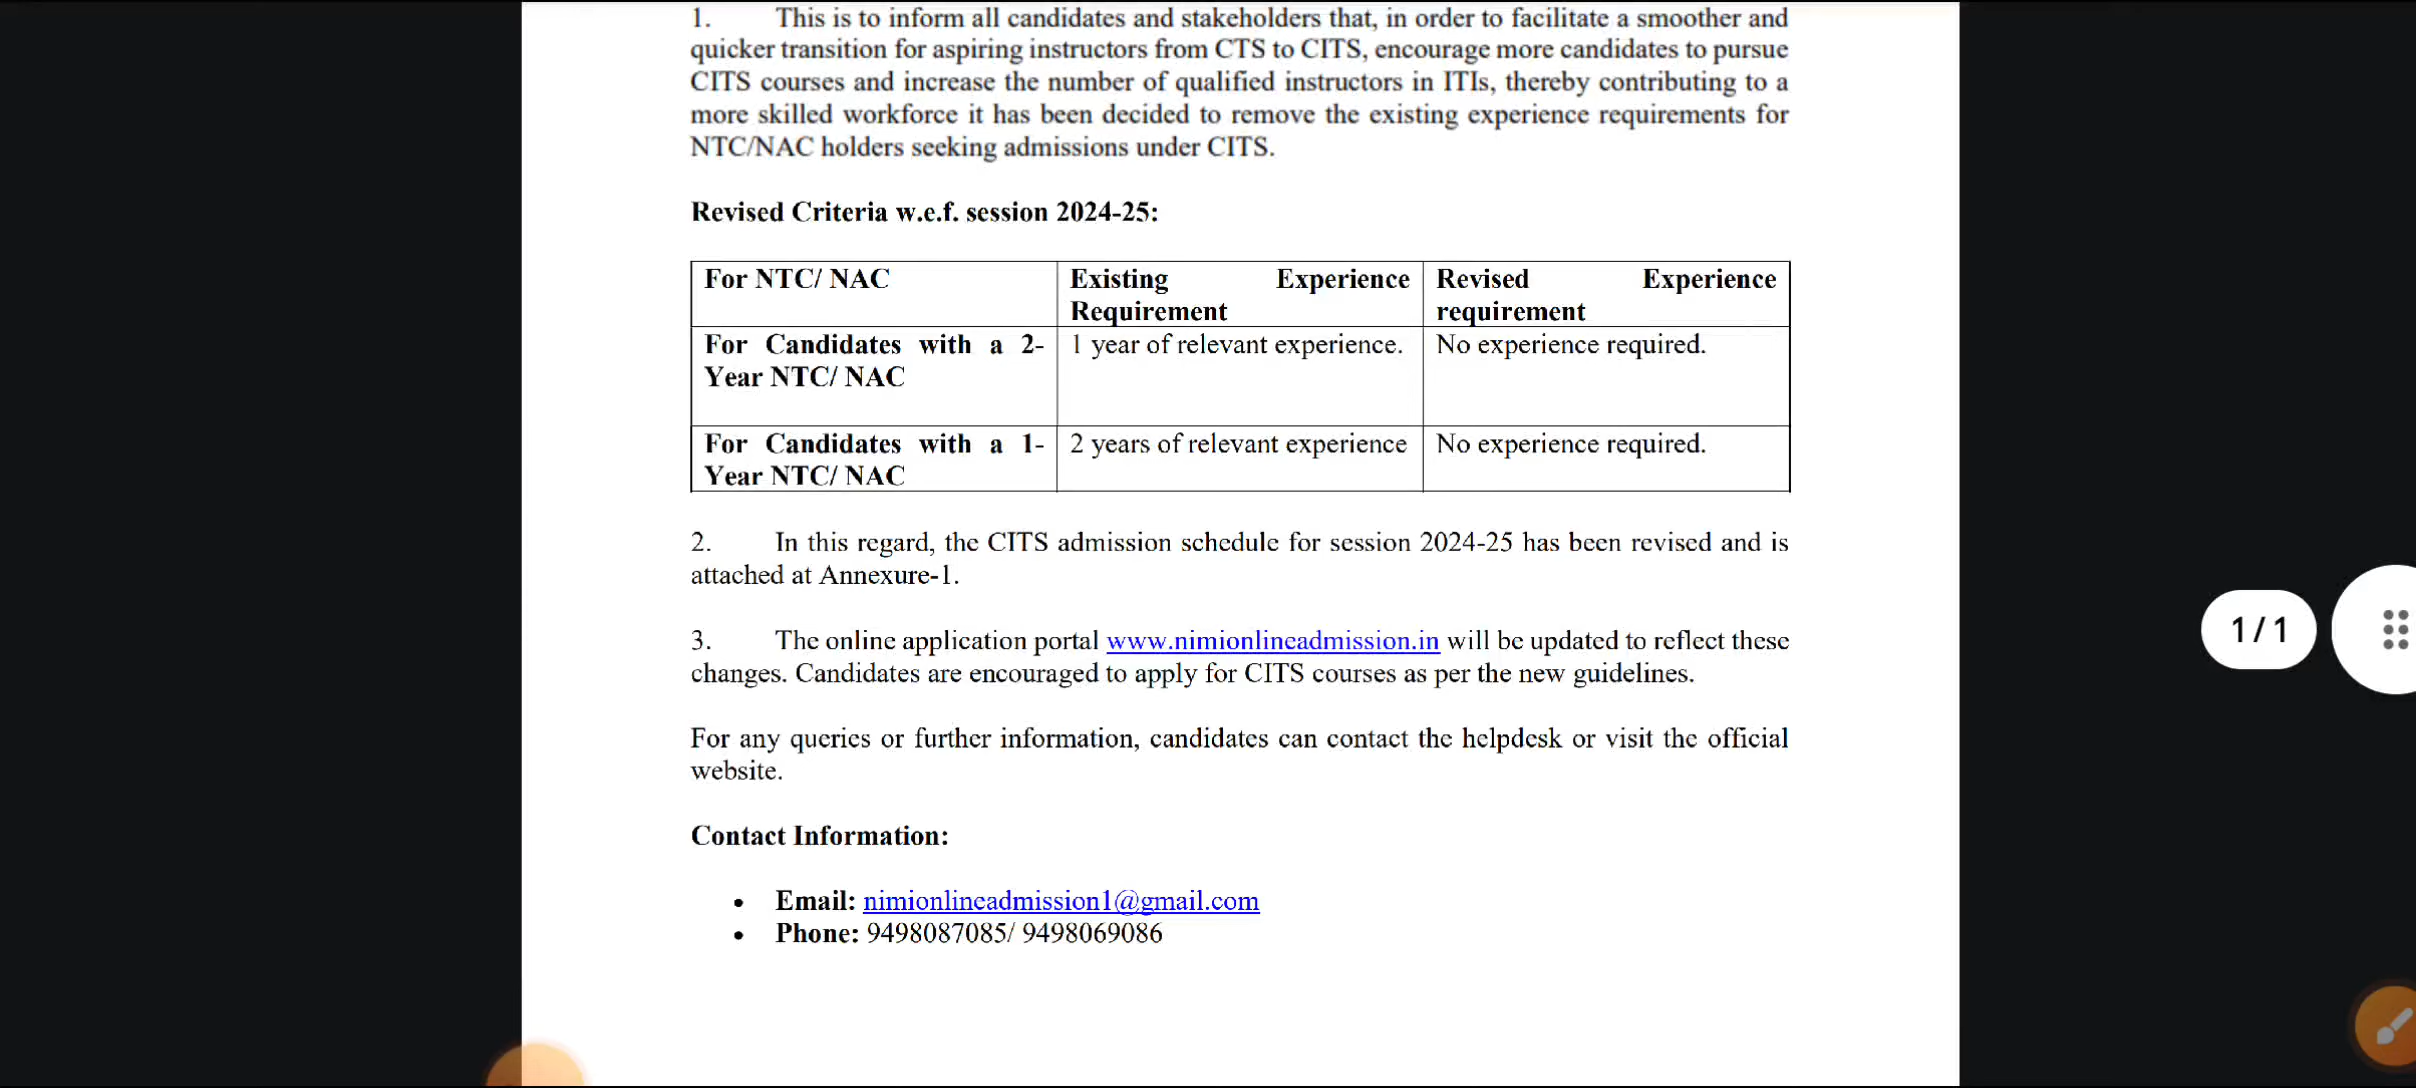 1. This is to inform all candidates and stakeholders that, in order to facilitate a smoother and
quicker transition for aspiring instructors from CTS to CITS, encourage more candidates to pursue
CITS courses and increase the number of qualified instructors in ITIs, thereby contributing to a
more skilled workforce it has been decided to remove the existing experience requirements for
NTC/NAC holders seeking admissions under CITS.
Revised Criteria w.e.f. session 2024-25:
For NTC/ NAC
Existing Experience
Requirement
Revised Experience
requirement
For Candidates with a 2-
Year NTC/ NAC
1 year of relevant experience.
No experience required.
For Candidates with a 1-
Year NTC/ NAC
2 years of relevant experience
No experience required.
2. In this regard, the CITS admission schedule for session 2024-25 has been revised and is
attached at Annexure-1.
3. The online application portal www.nimionlineadmission.in will be updated to reflect these
changes. Candidates are encouraged to apply for CITS courses as per the new guidelines.
For any queries or further information, candidates can contact the helpdesk or visit the official
website.
Contact Information:
• Email: nimionlineadmission1@gmail.com
• Phone: 9498087085/ 9498069086
1/1